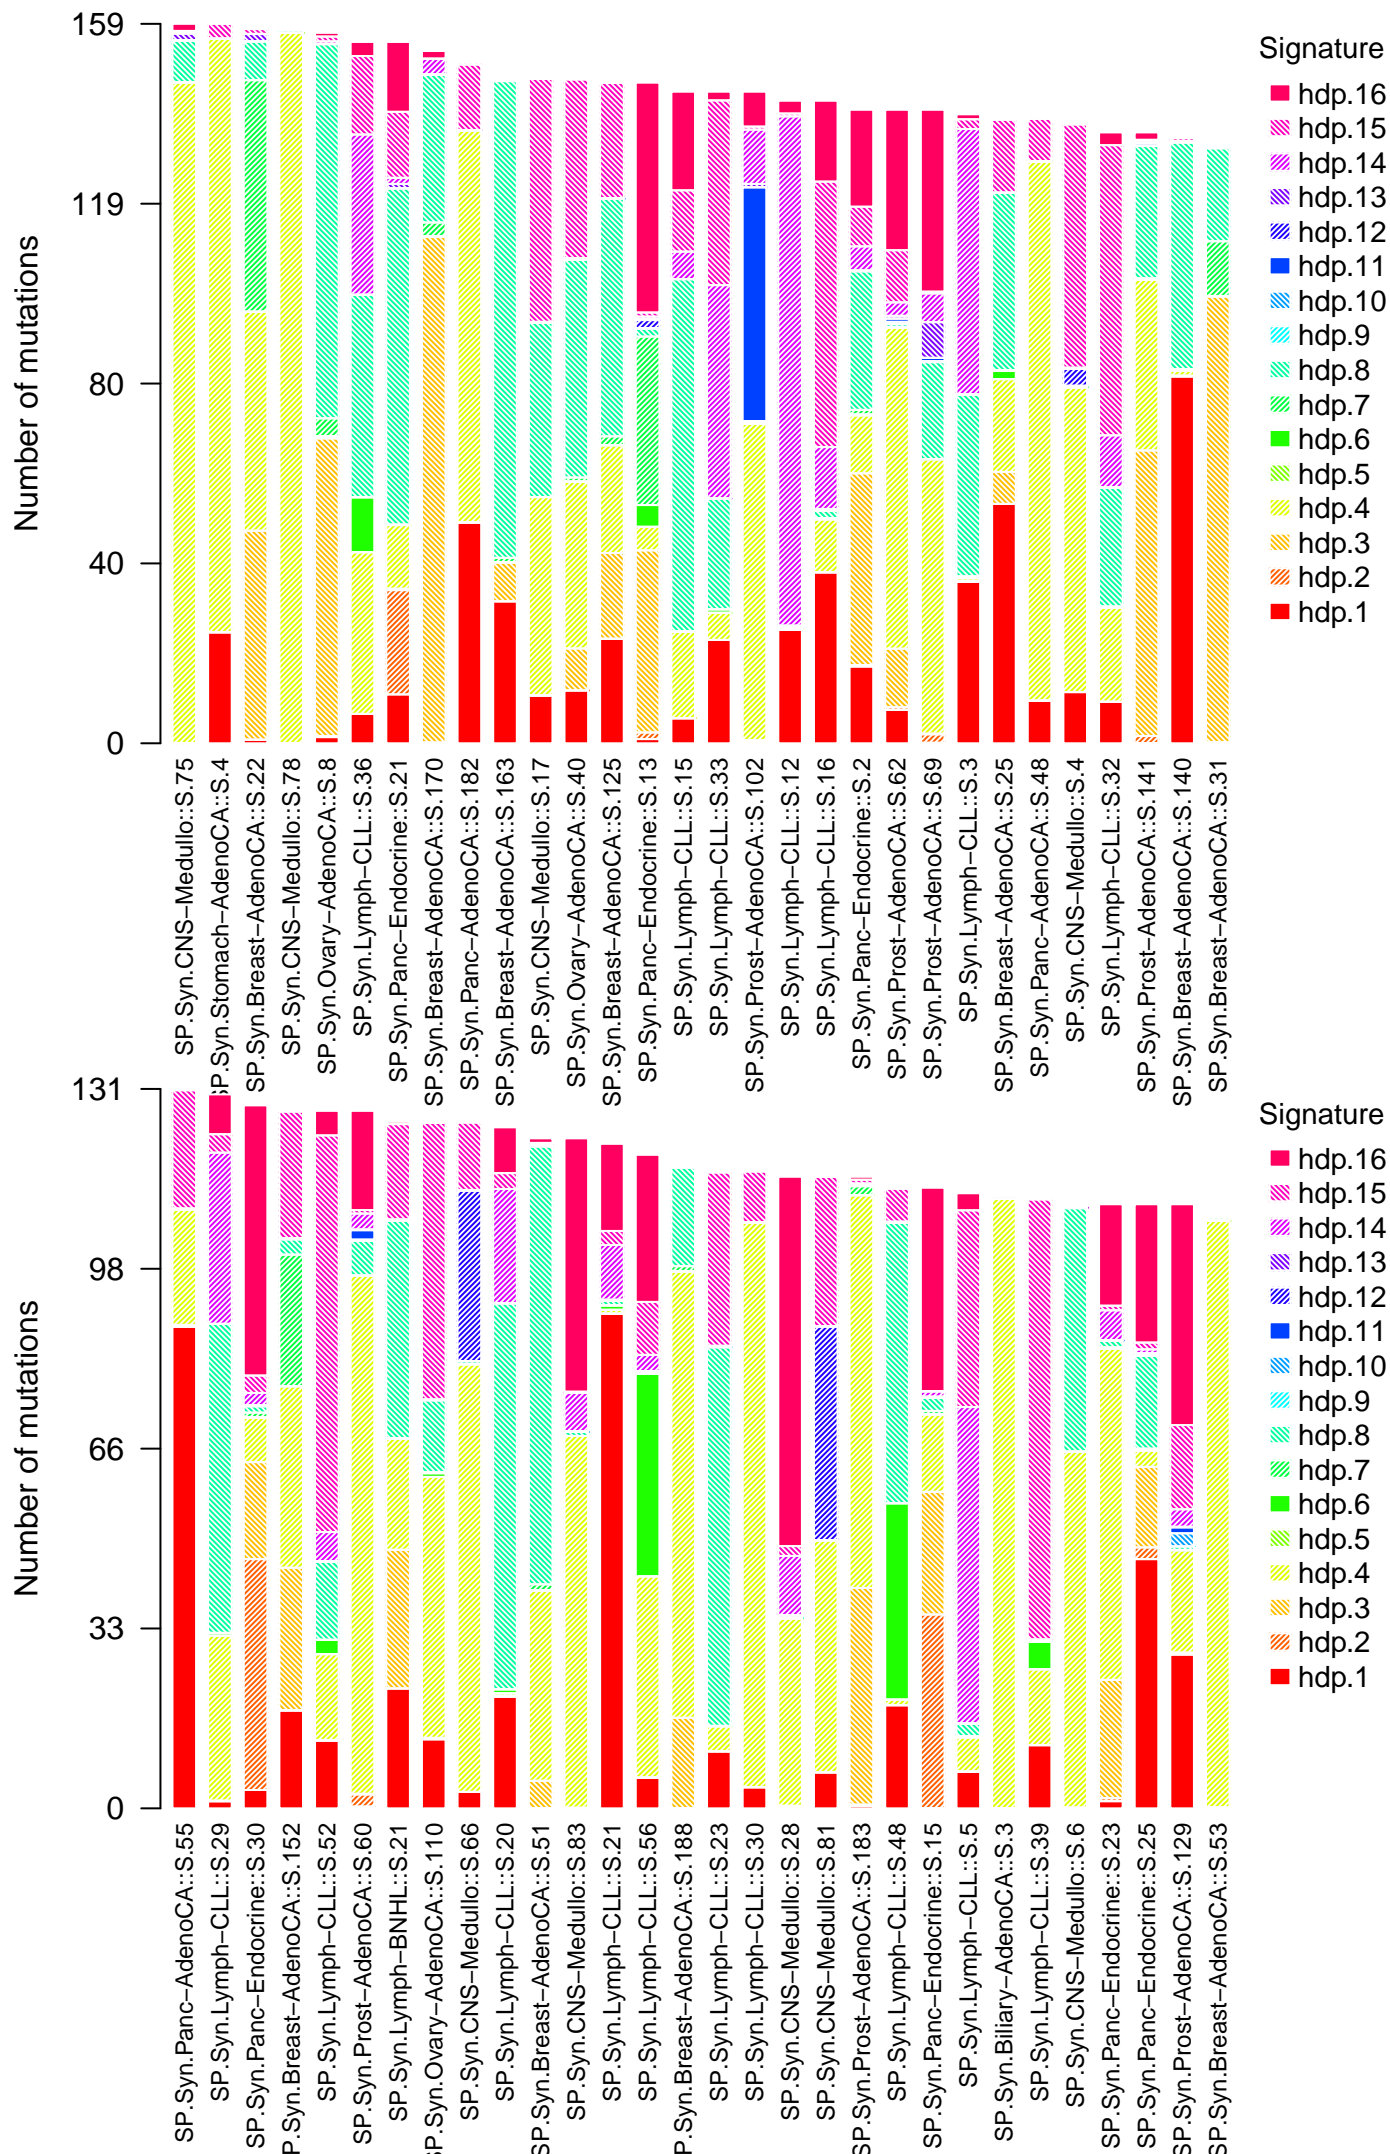 159
119
80
40
0
Number of mutations
Signature
hdp.16
hdp.15
hdp.14
hdp.13
hdp.12
hdp.11
hdp.10
hdp.9
hdp.8
hdp.7
hdp.6
hdp.5
hdp.4
hdp.3
hdp.2
hdp.1
SP.Syn.CNS−Medullo::S.75
SP.Syn.Stomach−AdenoCA::S.4
SP.Syn.Breast−AdenoCA::S.22
SP.Syn.CNS−Medullo::S.78
SP.Syn.Ovary−AdenoCA::S.8
SP.Syn.Lymph−CLL::S.36
SP.Syn.Panc−Endocrine::S.21
SP.Syn.Breast−AdenoCA::S.170
SP.Syn.Panc−AdenoCA::S.182
SP.Syn.Breast−AdenoCA::S.163
SP.Syn.CNS−Medullo::S.17
SP.Syn.Ovary−AdenoCA::S.40
SP.Syn.Breast−AdenoCA::S.125
SP.Syn.Panc−Endocrine::S.13
SP.Syn.Lymph−CLL::S.15
SP.Syn.Lymph−CLL::S.33
SP.Syn.Prost−AdenoCA::S.102
SP.Syn.Lymph−CLL::S.12
SP.Syn.Lymph−CLL::S.16
SP.Syn.Panc−Endocrine::S.2
SP.Syn.Prost−AdenoCA::S.62
SP.Syn.Prost−AdenoCA::S.69
SP.Syn.Lymph−CLL::S.3
SP.Syn.Breast−AdenoCA::S.25
SP.Syn.Panc−AdenoCA::S.48
SP.Syn.CNS−Medullo::S.4
SP.Syn.Lymph−CLL::S.32
SP.Syn.Prost−AdenoCA::S.141
SP.Syn.Breast−AdenoCA::S.140
SP.Syn.Breast−AdenoCA::S.31
131
98
66
33
0
Number of mutations
Signature
hdp.16
hdp.15
hdp.14
hdp.13
hdp.12
hdp.11
hdp.10
hdp.9
hdp.8
hdp.7
hdp.6
hdp.5
hdp.4
hdp.3
hdp.2
hdp.1
SP.Syn.Panc−AdenoCA::S.55
SP.Syn.Lymph−CLL::S.29
SP.Syn.Panc−Endocrine::S.30
SP.Syn.Breast−AdenoCA::S.152
SP.Syn.Lymph−CLL::S.52
SP.Syn.Prost−AdenoCA::S.60
SP.Syn.Lymph−BNHL::S.21
SP.Syn.Ovary−AdenoCA::S.110
SP.Syn.CNS−Medullo::S.66
SP.Syn.Lymph−CLL::S.20
SP.Syn.Breast−AdenoCA::S.51
SP.Syn.CNS−Medullo::S.83
SP.Syn.Lymph−CLL::S.21
SP.Syn.Lymph−CLL::S.56
SP.Syn.Breast−AdenoCA::S.188
SP.Syn.Lymph−CLL::S.23
SP.Syn.Lymph−CLL::S.30
SP.Syn.CNS−Medullo::S.28
SP.Syn.CNS−Medullo::S.81
SP.Syn.Prost−AdenoCA::S.183
SP.Syn.Lymph−CLL::S.48
SP.Syn.Panc−Endocrine::S.15
SP.Syn.Lymph−CLL::S.5
SP.Syn.Biliary−AdenoCA::S.3
SP.Syn.Lymph−CLL::S.39
SP.Syn.CNS−Medullo::S.6
SP.Syn.Panc−Endocrine::S.23
SP.Syn.Panc−Endocrine::S.25
SP.Syn.Prost−AdenoCA::S.129
SP.Syn.Breast−AdenoCA::S.53